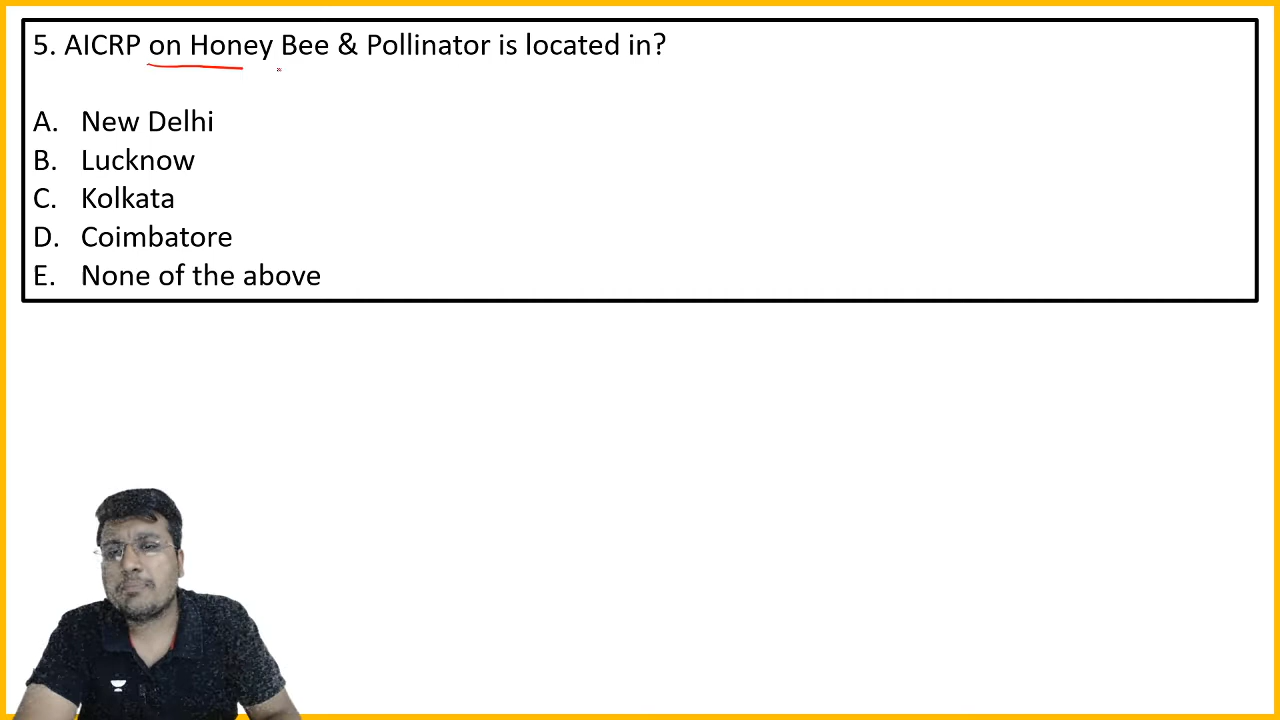 5. AICRP on Honey Bee & Pollinator is located in?
A. New Delhi
B. Lucknow
C. Kolkata
D. Coimbatore
E. None of the above